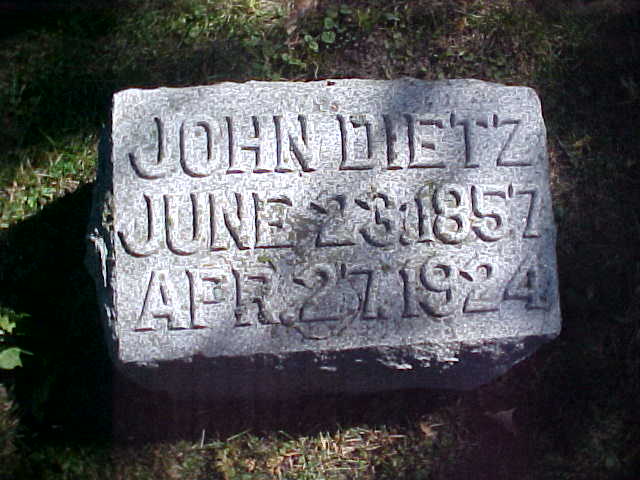 JOHN DIETZ
JUNE 23, 1857
APR. 27, 1924